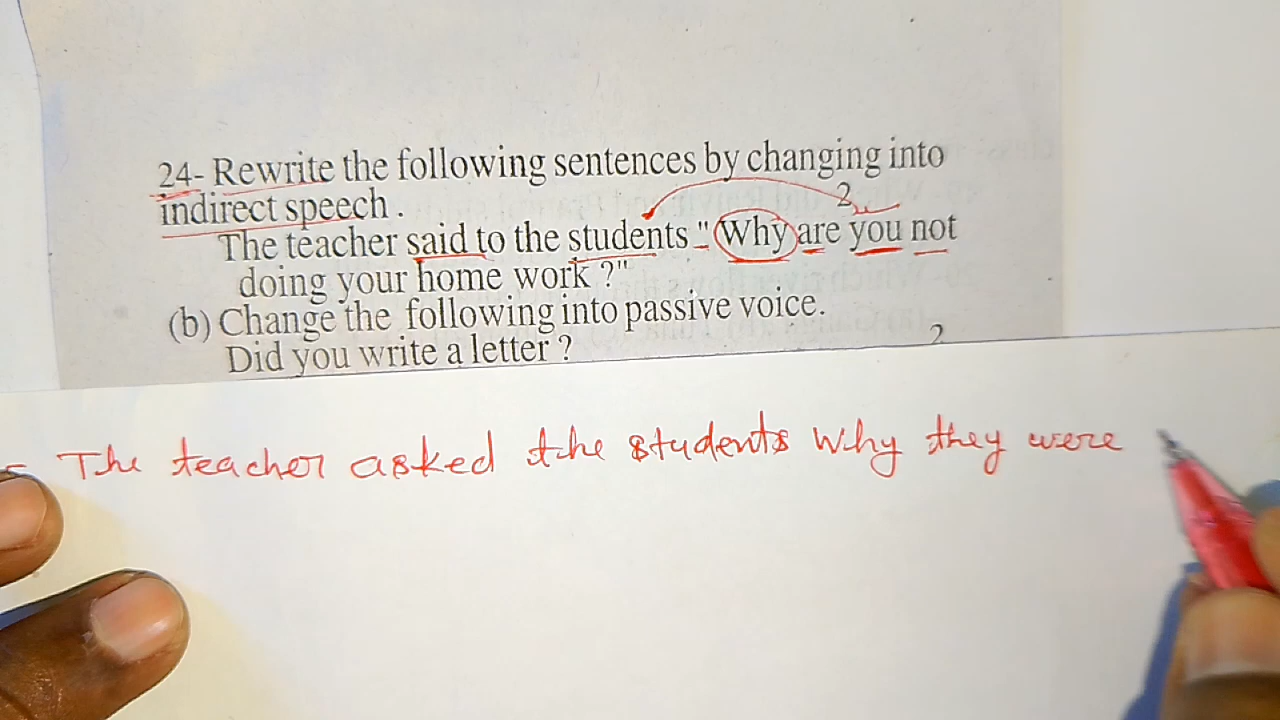 24- Rewrite the following sentences by changing into
indirect speech .
2
The teacher said to the students " Why are you not
doing your home work ?"
(b) Change the following into passive voice.
Did you write a letter ?
2
The teacher asked the students why they were